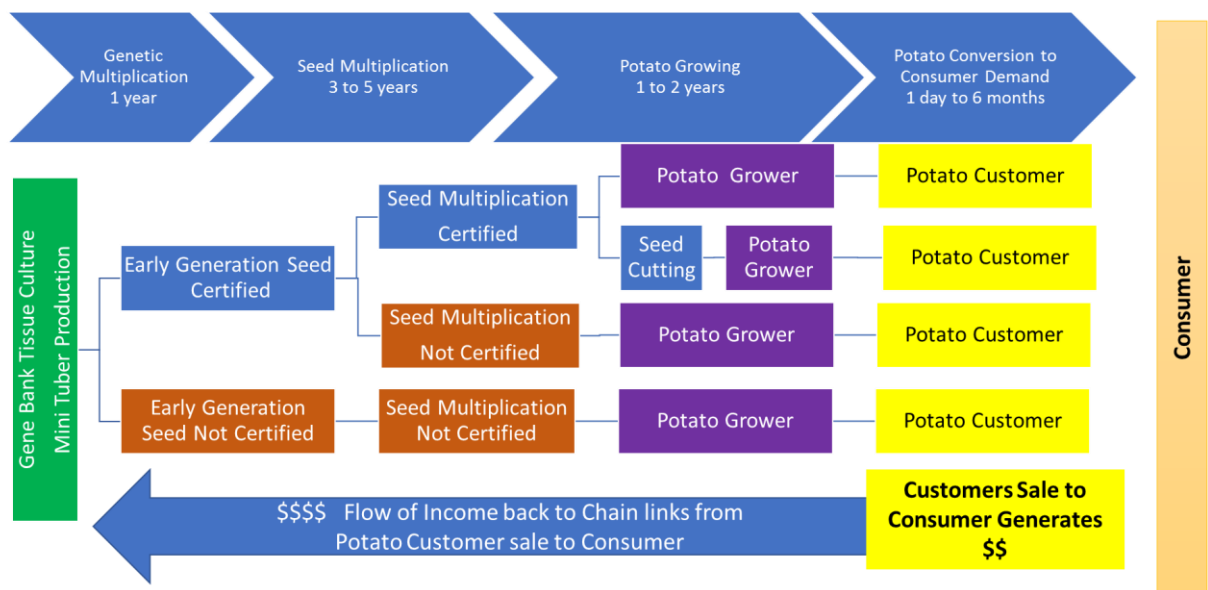 Genetic
Multiplication
1 year
Seed Multiplication
3 to 5 years
Potato Growing
1 to 2 years
Potato Conversion to
Consumer Demand
1 day to 6 months
Gene Bank Tissue Culture
Mini Tuber Production
Early Generation Seed
Certified
Early Generation
Seed Not Certified
Seed Multiplication
Certified
Seed Multiplication
Not Certified
Seed Multiplication
Not Certified
Potato Grower
Seed
Cutting
Potato
Grower
Potato Grower
Potato Grower
Potato Customer
Potato Customer
Potato Customer
Potato Customer
$$$$ Flow of Income back to Chain links from
Potato Customer sale to Consumer
Customers Sale to
Consumer Generates
$$
Consumer